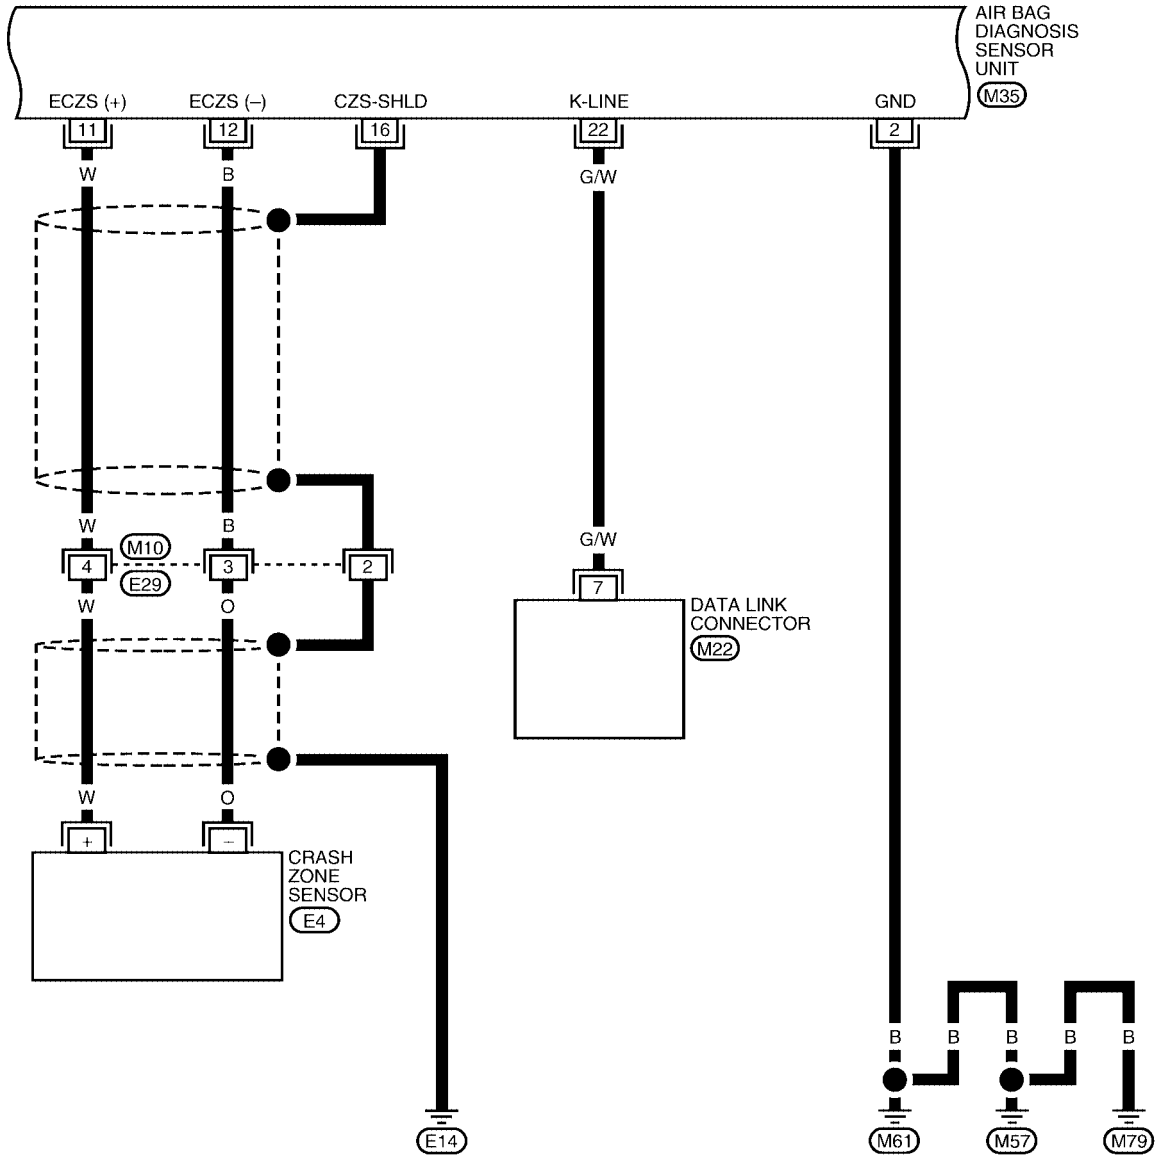 AIR BAG
DIAGNOSIS
SENSOR
UNIT
M35
ECZS (+) ECZS (–) CZS-SHLD K-LINE GND
11 12 16 22 2
W B G/W
W B G/W
M10
4 3 2 7
E29
W O
DATA LINK
CONNECTOR
M22
W O
+ –
CRASH
ZONE
SENSOR
E4
B B B B B
E14 M61 M57 M79